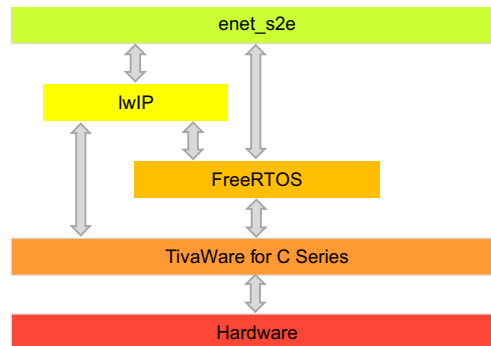 enet_s2e
lwIP
FreeRTOS
TivaWare for C Series
Hardware